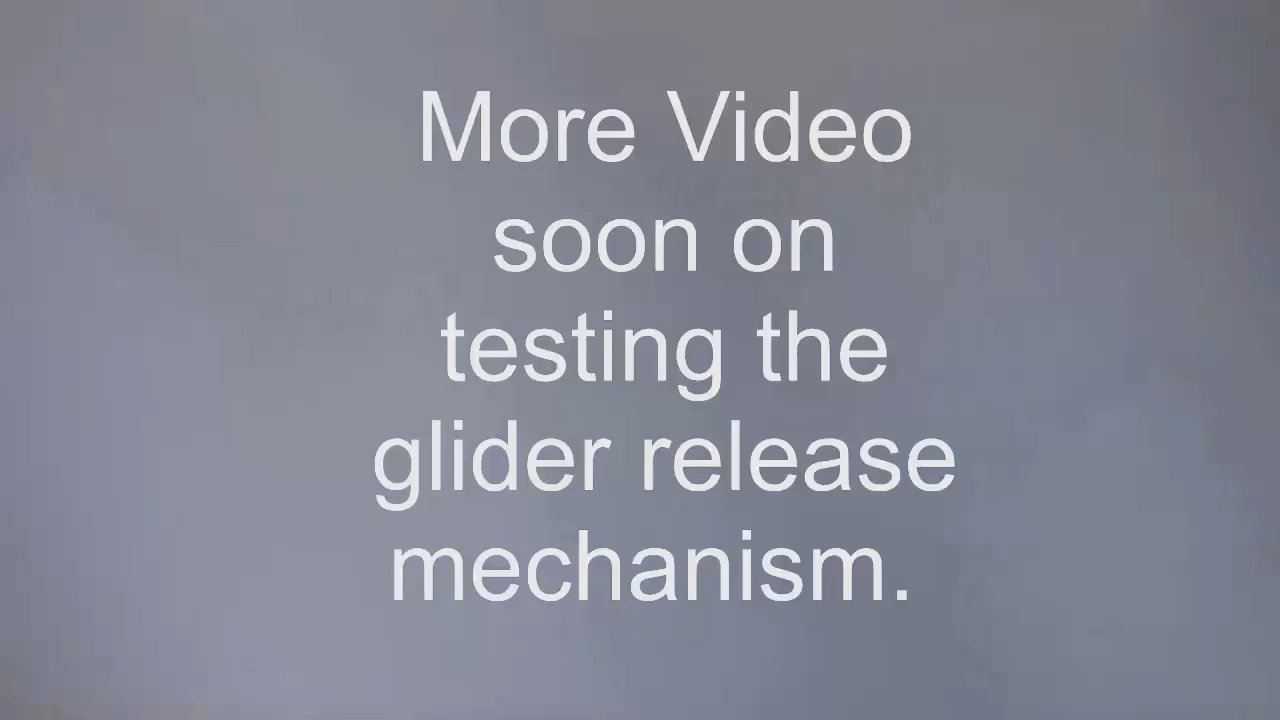 More Video
soon on
testing the
glider release
mechanism.